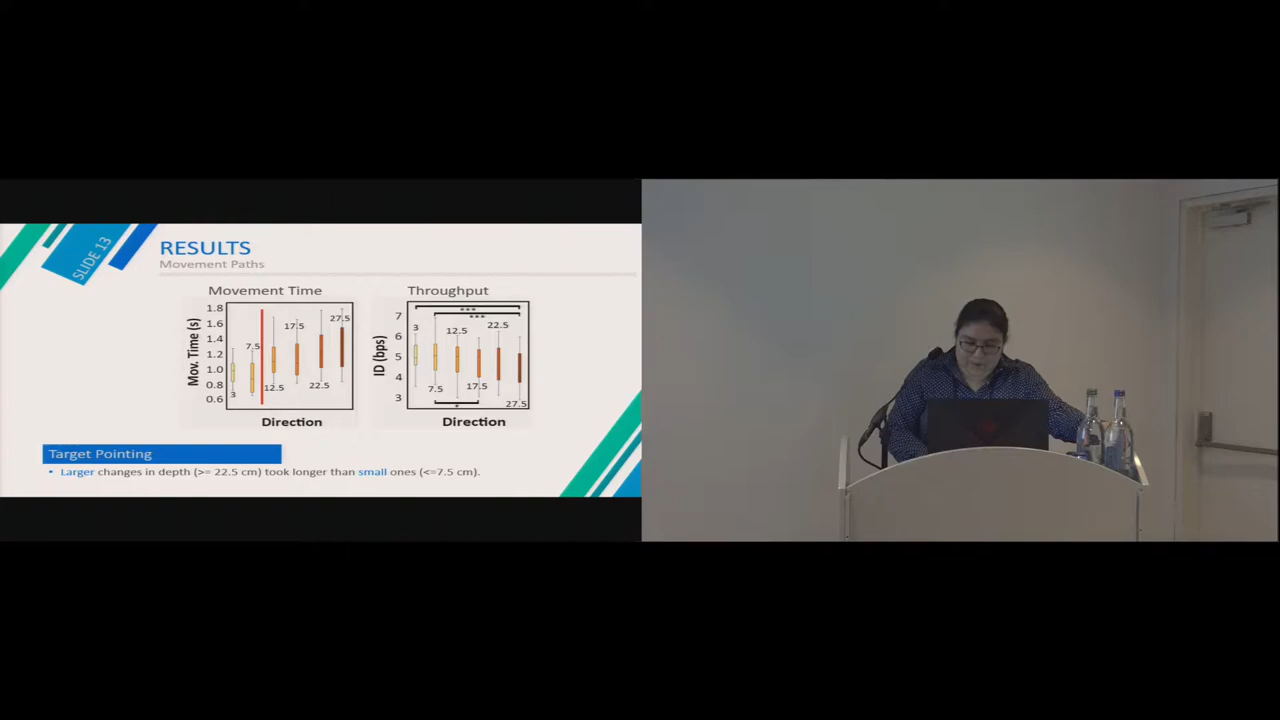 SLIDE 13
RESULTS
Movement Paths
Movement Time
Throughput
Mov. Time (s)
1.8
1.6
1.4
1.2
1.0
0.8
0.6
3
7.5
12.5
17.5
22.5
27.5
Direction
ID (bps)
7
6
5
4
3
3
7.5
12.5
17.5
22.5
27.5
***
***
*
Direction
Target Pointing
• Larger changes in depth (>= 22.5 cm) took longer than small ones (<=7.5 cm).